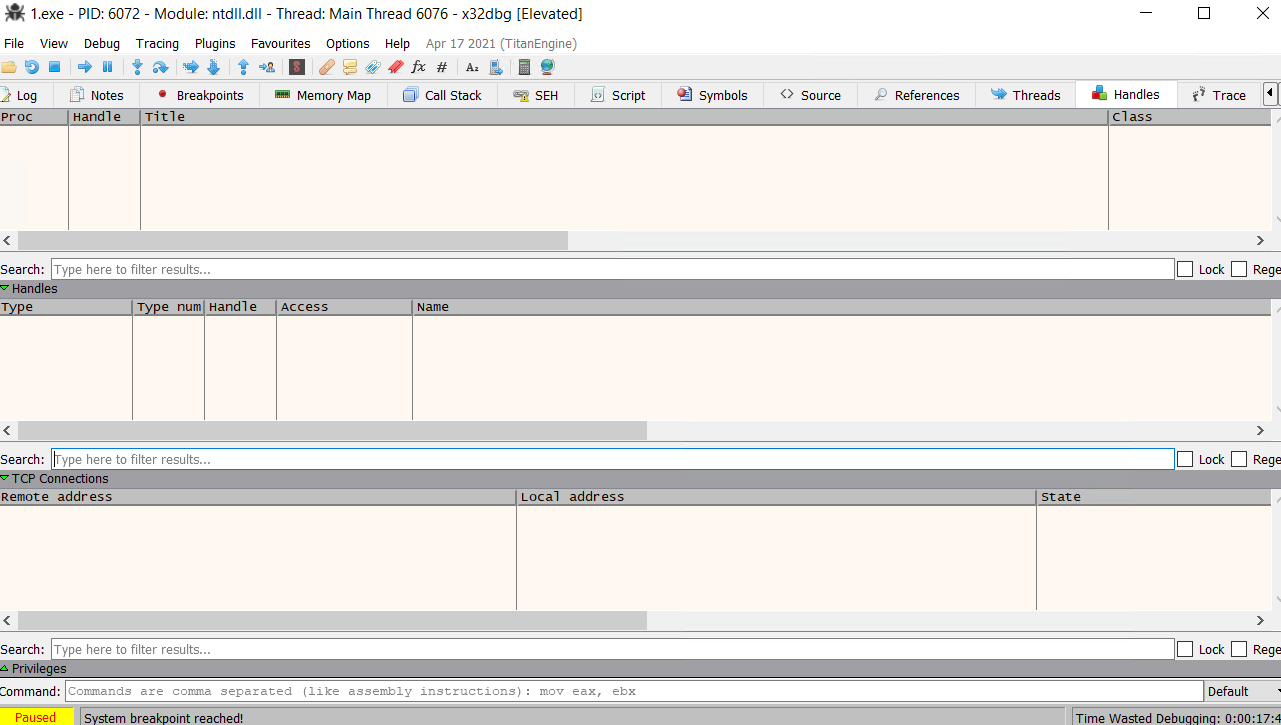 1.exe - PID: 6072 - Module: ntdll.dll - Thread: Main Thread 6076 - x32dbg [Elevated]
File View Debug Tracing Plugins Favourites Options Help Apr 17 2021 (TitanEngine)
Log Notes Breakpoints Memory Map Call Stack SEH Script Symbols Source References Threads Handles Trace
Proc Handle Title Class
Search: Type here to filter results... Lock Rege
Handles
Type Type num Handle Access Name
Search: Type here to filter results... Lock Rege
TCP Connections
Remote address Local address State
Search: Type here to filter results... Lock Rege
Privileges
Command: Commands are comma separated (like assembly instructions): mov eax, ebx Default
Paused System breakpoint reached! Time Wasted Debugging: 0:00:17:4